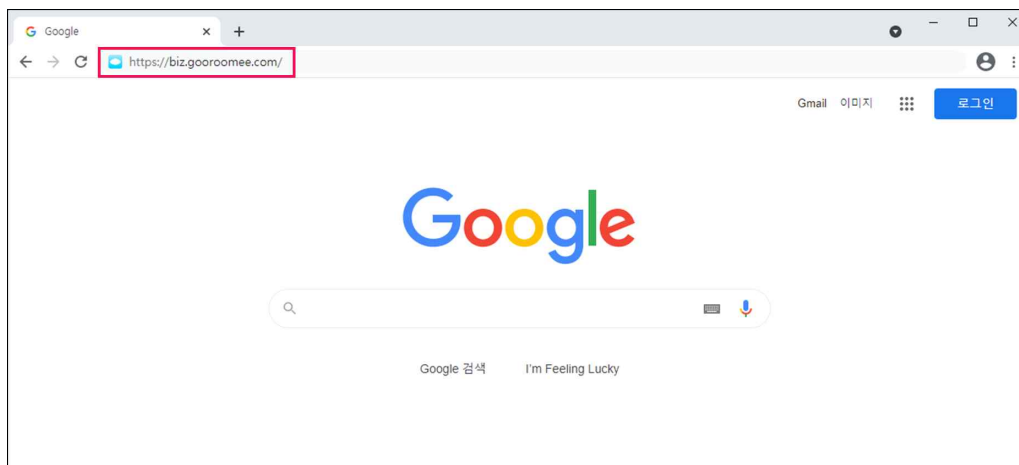 Google
https://biz.gooroomee.com/
Gmail 이미지 로그인
Google
Google 검색 I'm Feeling Lucky